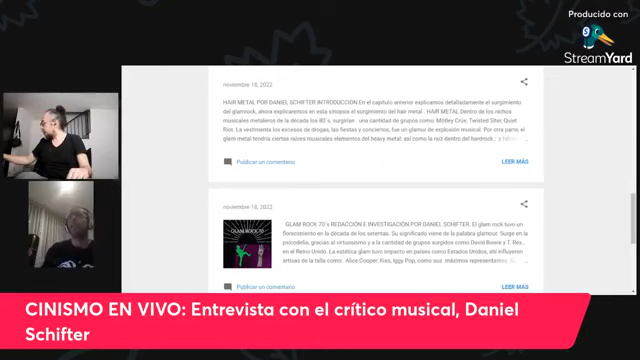 Producido con
StreamYard
noviembre 18, 2022
HAIR METAL POR DANIEL SCHIFTER INTRODUCCIÓN En el capítulo anterior explicamos detalladamente el surgimiento
del glamrock, ahora explicaremos en esta sinopsis el surgimiento del hair metal . HAIR METAL Dentro de los nichos
musicales metaleros de la década los 80´s, surgirían una cantidad de grupos como: Mötley Crüe, Twisted Siter, Quiet
Riot. La vestimenta los excesos de drogas, las fiestas y conciertos, fue un glamur de explosión musical. Por otra parte, el
glam metal tendría ciertas raíces musicales elementos del heavy metal; así como la raíz dentro del hardrock,; y
Publicar un comentario
LEER MÁS
noviembre 18, 2022
GLAM ROCK 70
GLAM ROCK 70´S REDACCIÓN E INVESTIGACIÓN POR DANIEL SCHIFTER. El glam rock tuvo un
florecimiento en la década de los setentas. Su significado viene de la palabra glamour. Surge en la
psicodelia, gracias al virtuosismo y a la cantidad de grupos surgidos como David Bowie y T. Rex ,
en el Reino Unido. La estética glam tuvo impacto en países como Estados Unidos, ahí influyeron
artisas de la talla como: Alice Cooper, Kiss, Iggy Pop, como sus máximos representantes.
Publicar un comentario
LEER MÁS
CINISMO EN VIVO: Entrevista con el crítico musical, Daniel
Schifter